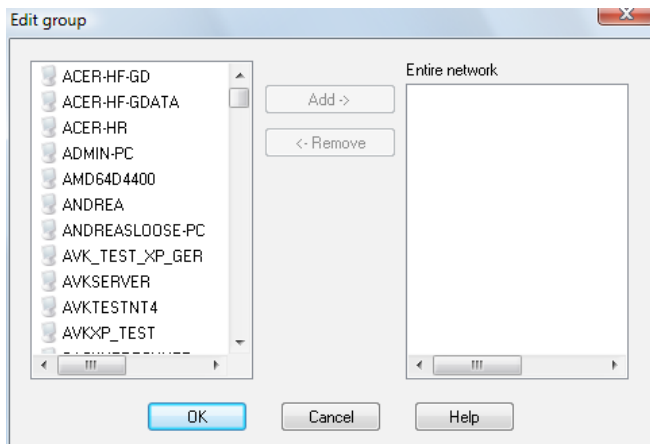 Edit group
ACER-HF-GD
ACER-HF-GDATA
ACER-HR
ADMIN-PC
AMD64D4400
ANDREA
ANDREASLOOSE-PC
AVK_TEST_XP_GER
AVKSERVER
AVKTESTNT4
AVKXP_TEST
Add ->
<- Remove
Entire network
OK
Cancel
Help